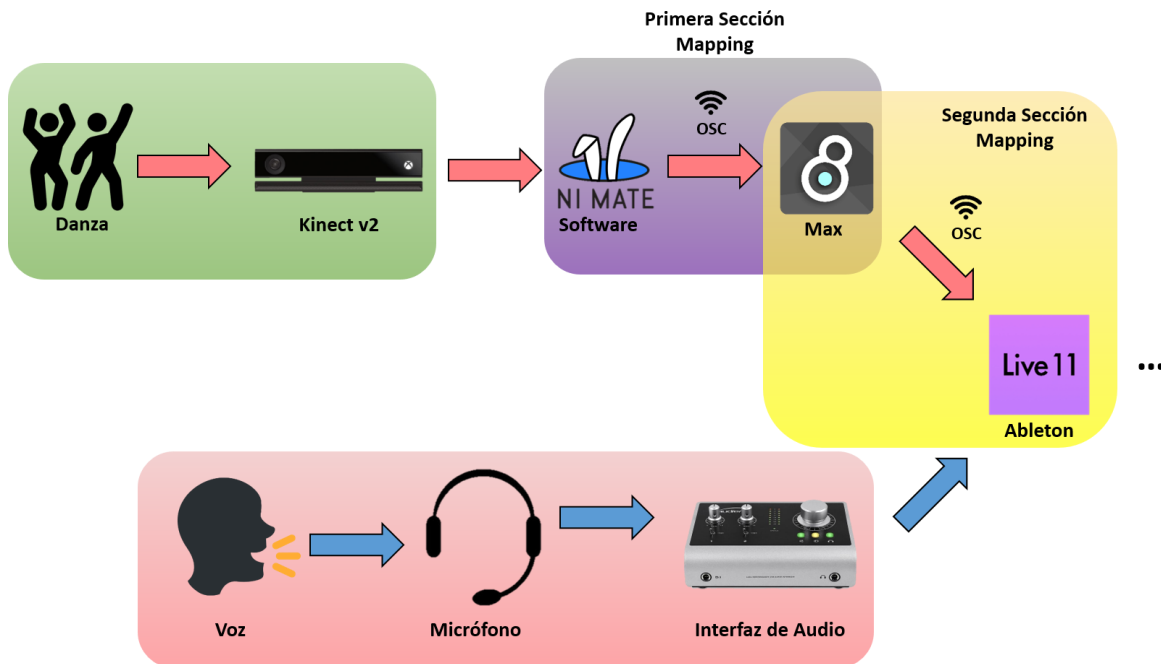 Primera Sección
Mapping
Danza
Kinect v2
NI MATE
Software
OSC
Max
Segunda Sección
Mapping
OSC
Live 11
Ableton
...
Voz
Micrófono
Interfaz de Audio